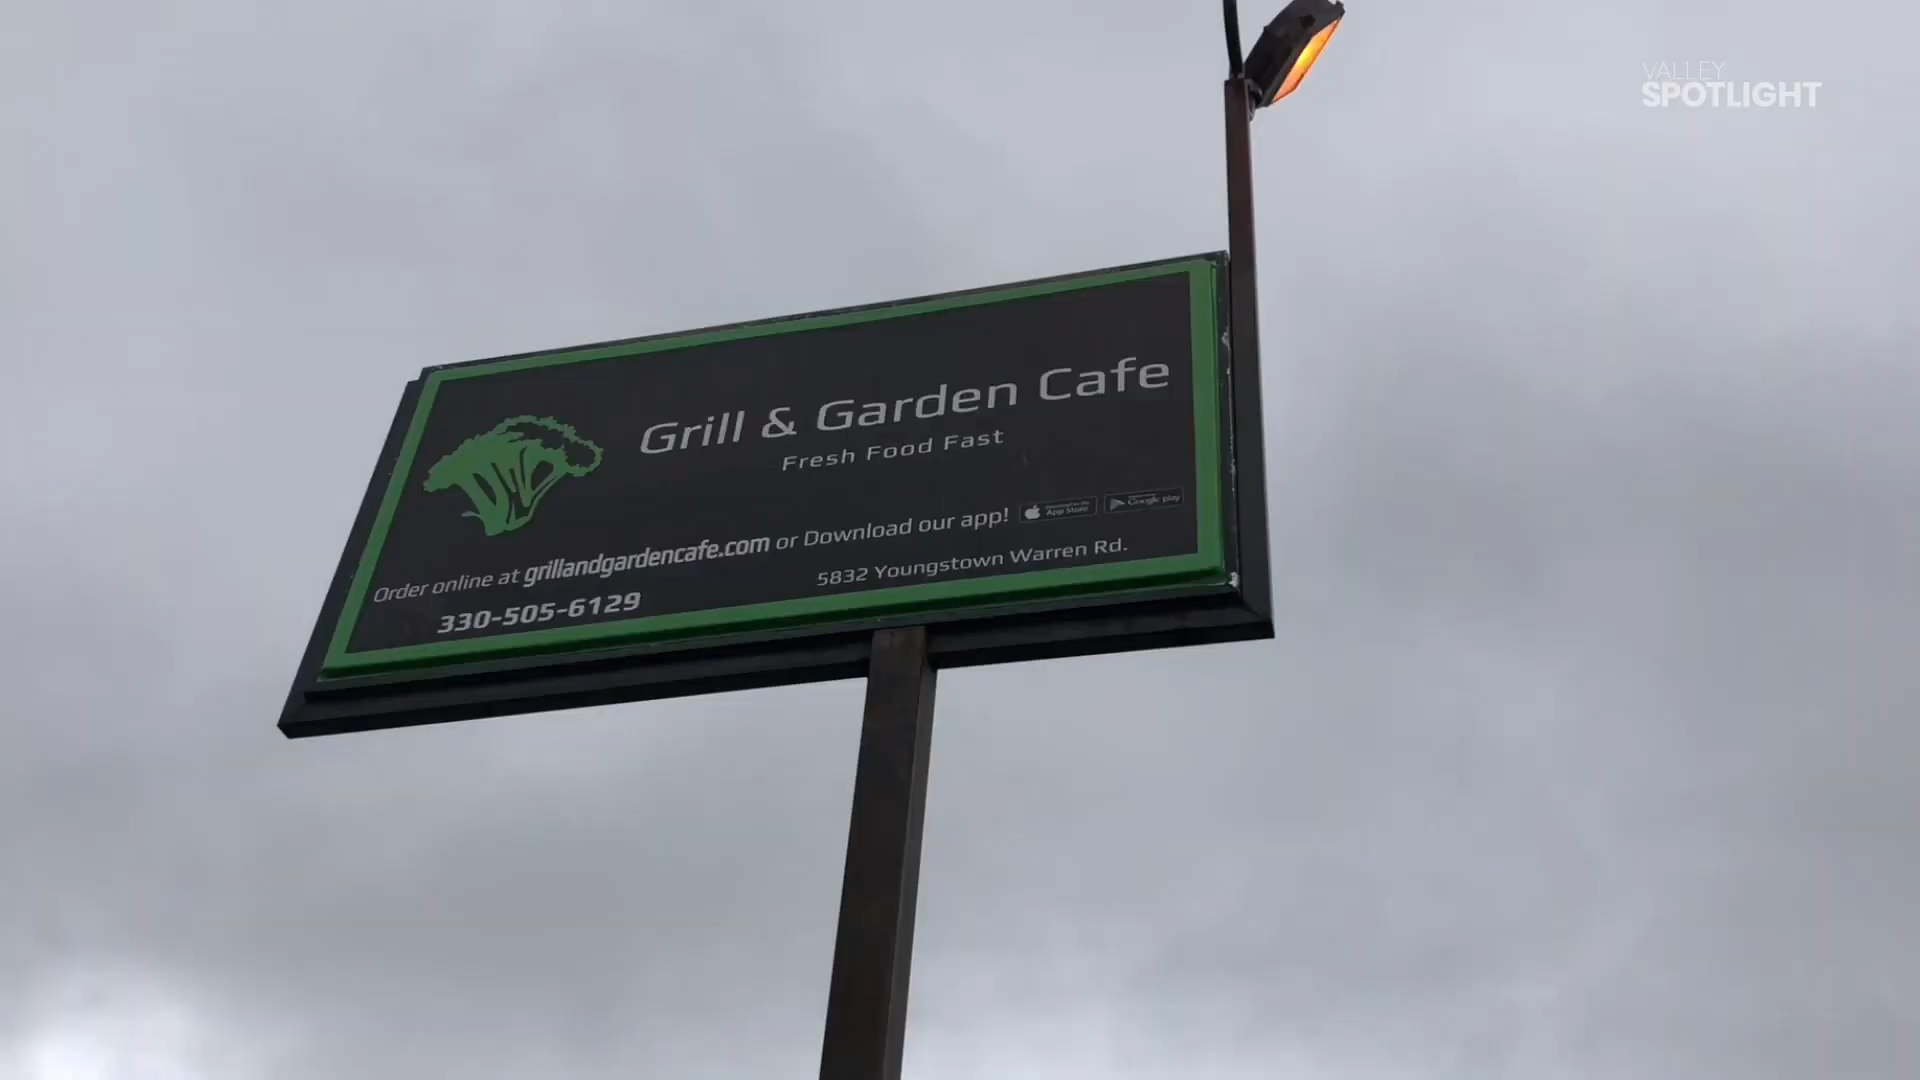 VALLEY
SPOTLIGHT
Grill & Garden Cafe
Fresh Food Fast
Order online at grillandgardencafe.com or Download our app!
App Store
Google play
330-505-6129
5832 Youngstown Warren Rd.